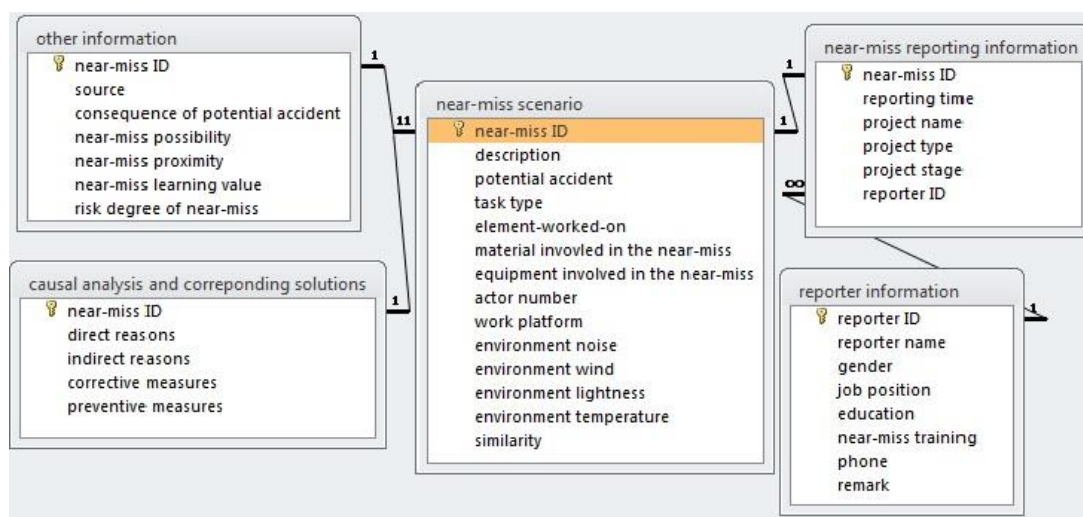 other information
near-miss ID
source
consequence of potential accident
near-miss possibility
near-miss proximity
near-miss learning value
risk degree of near-miss
causal analysis and correponding solutions
near-miss ID
direct reasons
indirect reasons
corrective measures
preventive measures
1
11
1
near-miss scenario
near-miss ID
description
potential accident
task type
element-worked-on
material invovled in the near-miss
equipment involved in the near-miss
actor number
work platform
environment noise
environment wind
environment lightness
environment temperature
similarity
1
1
∞
1
near-miss reporting information
near-miss ID
reporting time
project name
project type
project stage
reporter ID
reporter information
reporter ID
reporter name
gender
job position
education
near-miss training
phone
remark